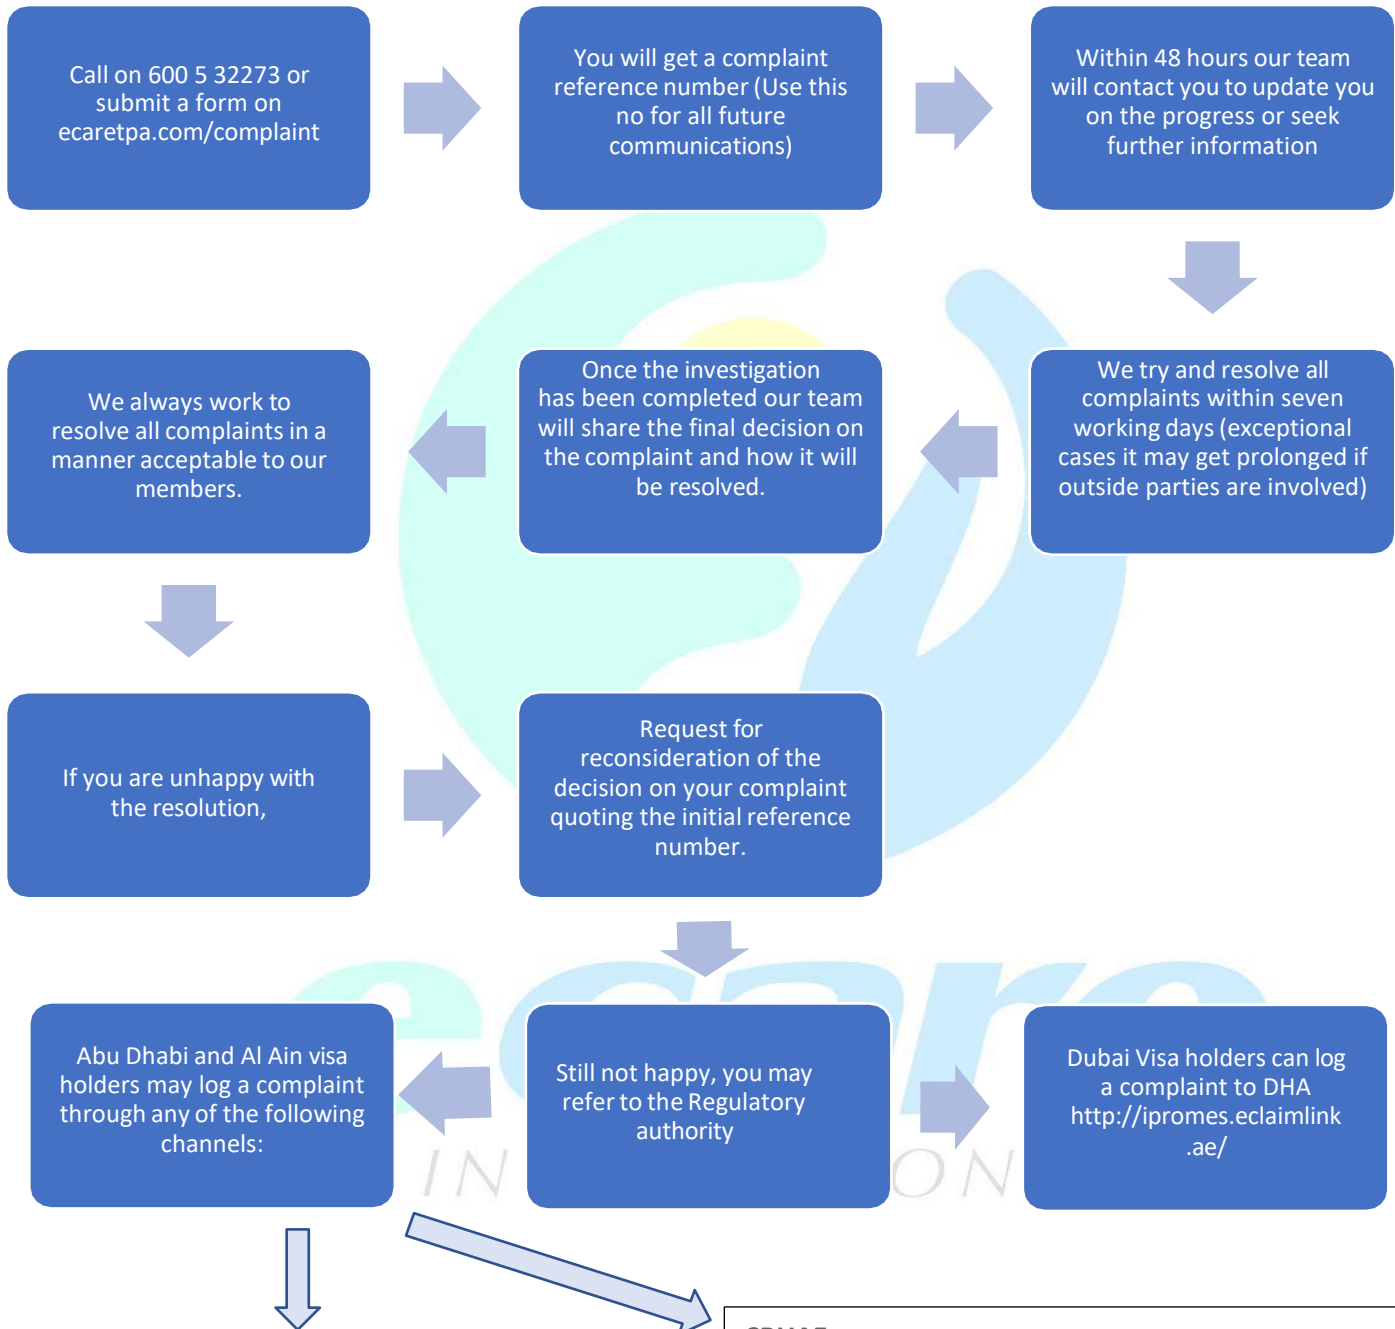 Call on 600 5 32273 or
submit a form on
ecaretpa.com/complaint
You will get a complaint
reference number (Use this
no for all future
communications)
Within 48 hours our team
will contact you to update you
on the progress or seek
further information
We try and resolve all
complaints within seven
working days (exceptional
cases it may get prolonged if
outside parties are involved)
Once the investigation
has been completed our team
will share the final decision on
the complaint and how it will
be resolved.
We always work to
resolve all complaints in a
manner acceptable to our
members.
If you are unhappy with
the resolution,
Request for
reconsideration of the
decision on your complaint
quoting the initial reference
number.
Still not happy, you may
refer to the Regulatory
authority
Abu Dhabi and Al Ain visa
holders may log a complaint
through any of the following
channels:
Dubai Visa holders can log
a complaint to DHA
http://ipromes.eclaimlink
.ae/
ecare